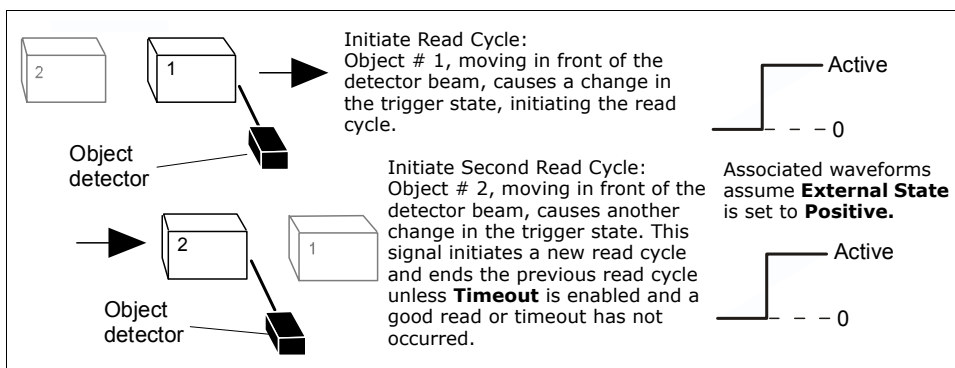 Initiate Read Cycle:
Object # 1, moving in front of the
detector beam, causes a change in
the trigger state, initiating the read
cycle.
2
1
Active
0
Object
detector
Initiate Second Read Cycle:
Object # 2, moving in front of the
detector beam, causes another
change in the trigger state. This
signal initiates a new read cycle
and ends the previous read cycle
unless Timeout is enabled and a
good read or timeout has not
occurred.
Associated waveforms
assume External State
is set to Positive.
2
1
Active
0
Object
detector